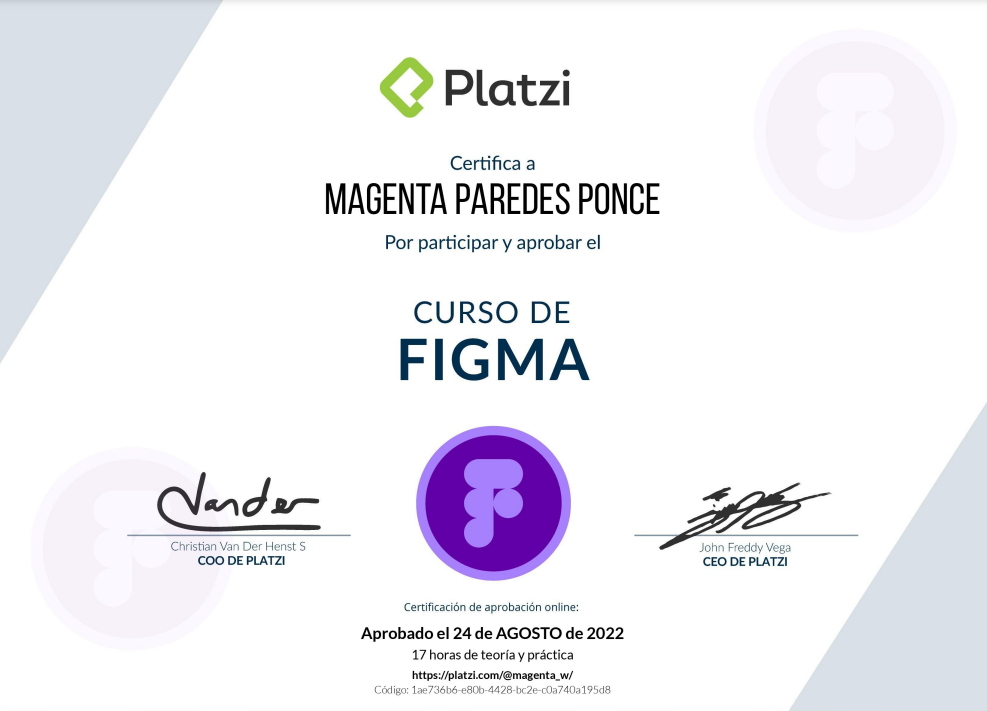 Platzi
Certifica a
MAGENTA PAREDES PONCE
Por participar y aprobar el
CURSO DE
FIGMA
Vander
Christian Van Der Henst S
COO DE PLATZI
John Freddy Vega
CEO DE PLATZI
Certificación de aprobación online:
Aprobado el 24 de AGOSTO de 2022
17 horas de teoría y práctica
https://platzi.com/@magenta_w/
Código: 1ae736b6-e80b-4428-bc2e-c0a740a195d8